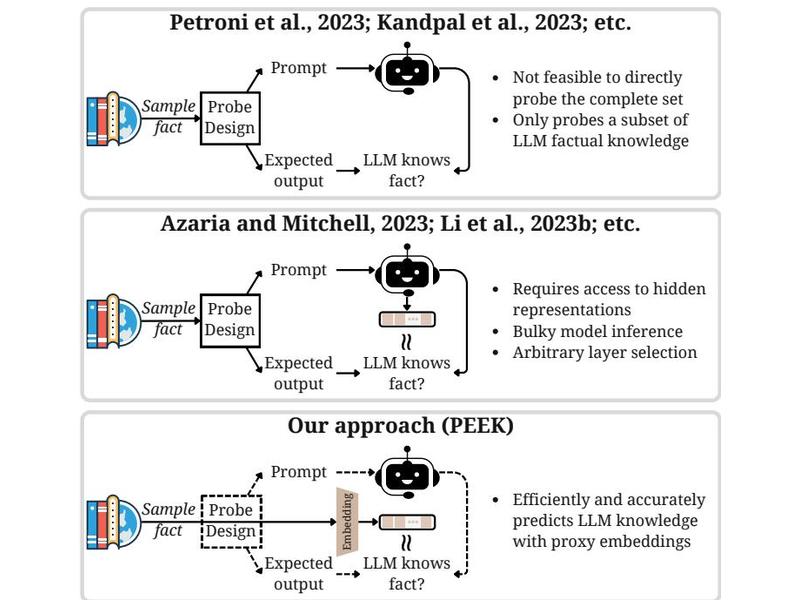 Petroni et al., 2023; Kandpal et al., 2023; etc.
Sample
fact
Probe
Design
Prompt
Expected
output
LLM knows
fact?
• Not feasible to directly
probe the complete set
• Only probes a subset of
LLM factual knowledge
Azaria and Mitchell, 2023; Li et al., 2023b; etc.
Sample
fact
Probe
Design
Prompt
≈
Expected
output
LLM knows
fact?
• Requires access to hidden
representations
• Bulky model inference
• Arbitrary layer selection
Our approach (PEEK)
Sample
fact
Probe
Design
Prompt
Embedding
≈
Expected
output
LLM knows
fact?
• Efficiently and accurately
predicts LLM knowledge
with proxy embeddings